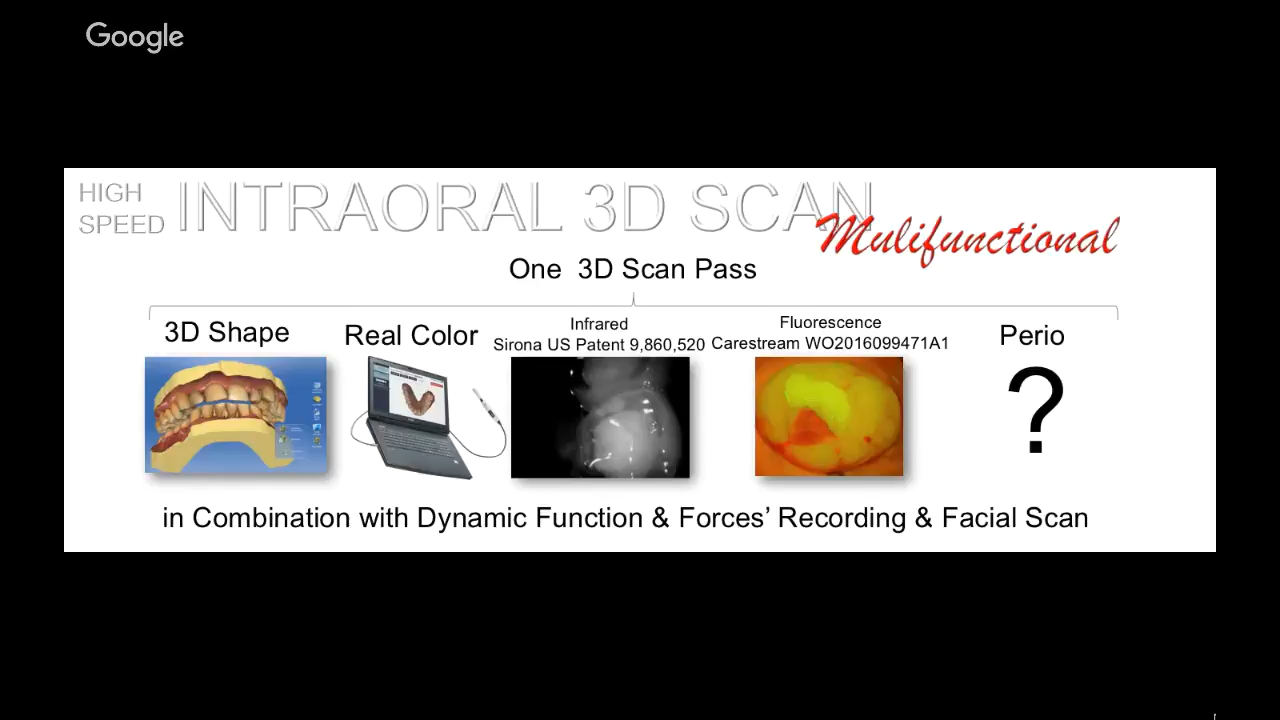 Google
HIGH
SPEED
INTRAORAL 3D SCAN
Mulifunctional
One 3D Scan Pass
3D Shape
Real Color
Infrared
Sirona US Patent 9,860,520
Fluorescence
Carestream WO2016099471A1
Perio
?
in Combination with Dynamic Function & Forces’ Recording & Facial Scan